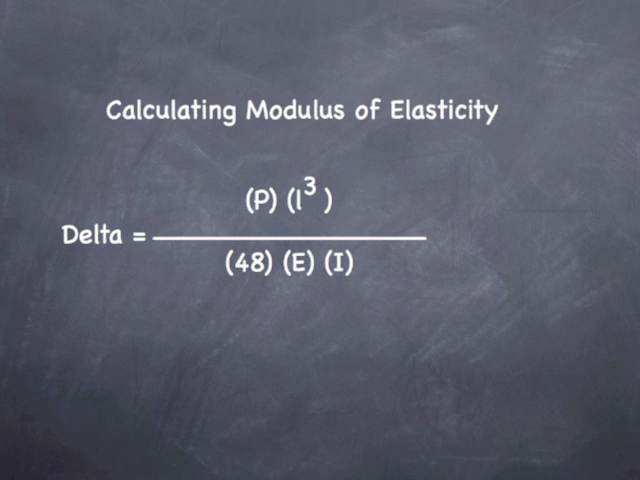 Calculating Modulus of Elasticity
(P) (l³ )
Delta =
(48) (E) (I)